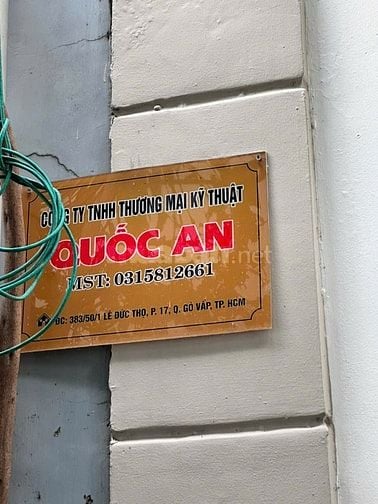 CÔNG TY TNHH THƯƠNG MẠI KỸ THUẬT
QUỐC AN
MST: 0315812661
ĐC: 383/50/1 LÊ ĐỨC THỌ, P. 17, Q. GÒ VẤP, TP. HCM